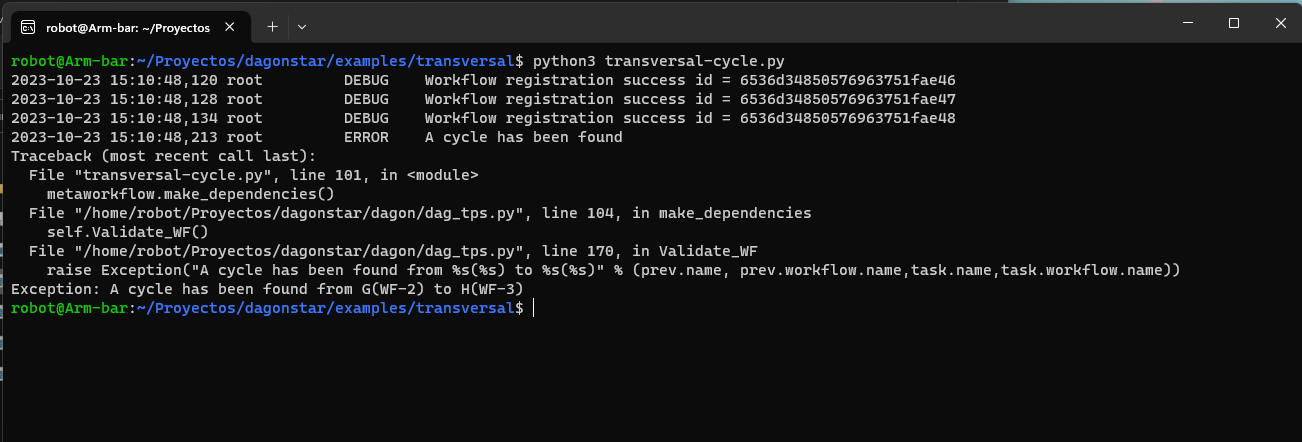 robot@Arm-bar: ~/Proyectos
robot@Arm-bar:~/Proyectos/dagonstar/examples/transversal$ python3 transversal-cycle.py
2023-10-23 15:10:48,120 root         DEBUG    Workflow registration success id = 6536d34850576963751fae46
2023-10-23 15:10:48,128 root         DEBUG    Workflow registration success id = 6536d34850576963751fae47
2023-10-23 15:10:48,134 root         DEBUG    Workflow registration success id = 6536d34850576963751fae48
2023-10-23 15:10:48,213 root         ERROR    A cycle has been found
Traceback (most recent call last):
  File "transversal-cycle.py", line 101, in <module>
    metaworkflow.make_dependencies()
  File "/home/robot/Proyectos/dagonstar/dagon/dag_tps.py", line 104, in make_dependencies
    self.Validate_WF()
  File "/home/robot/Proyectos/dagonstar/dagon/dag_tps.py", line 170, in Validate_WF
    raise Exception("A cycle has been found from %s(%s) to %s(%s)" % (prev.name, prev.workflow.name,task.name,task.workflow.name))
Exception: A cycle has been found from G(WF-2) to H(WF-3)
robot@Arm-bar:~/Proyectos/dagonstar/examples/transversal$